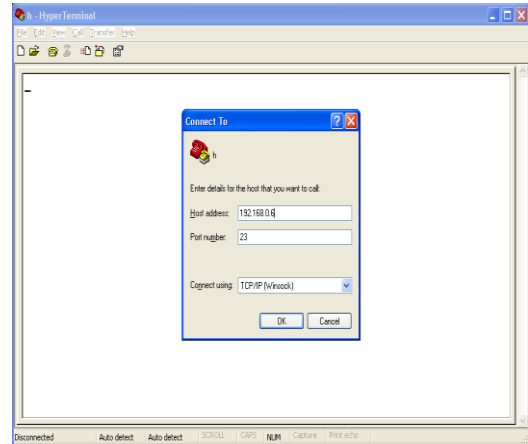 h - HyperTerminal
File Edit View Call Transfer Help
Connect To
h
Enter details for the host that you want to call:
Host address: 192.168.0.6
Port number: 23
Connect using: TCP/IP (Winsock)
OK Cancel
Disconnected Auto detect Auto detect SCROLL CAPS NUM Capture Print echo